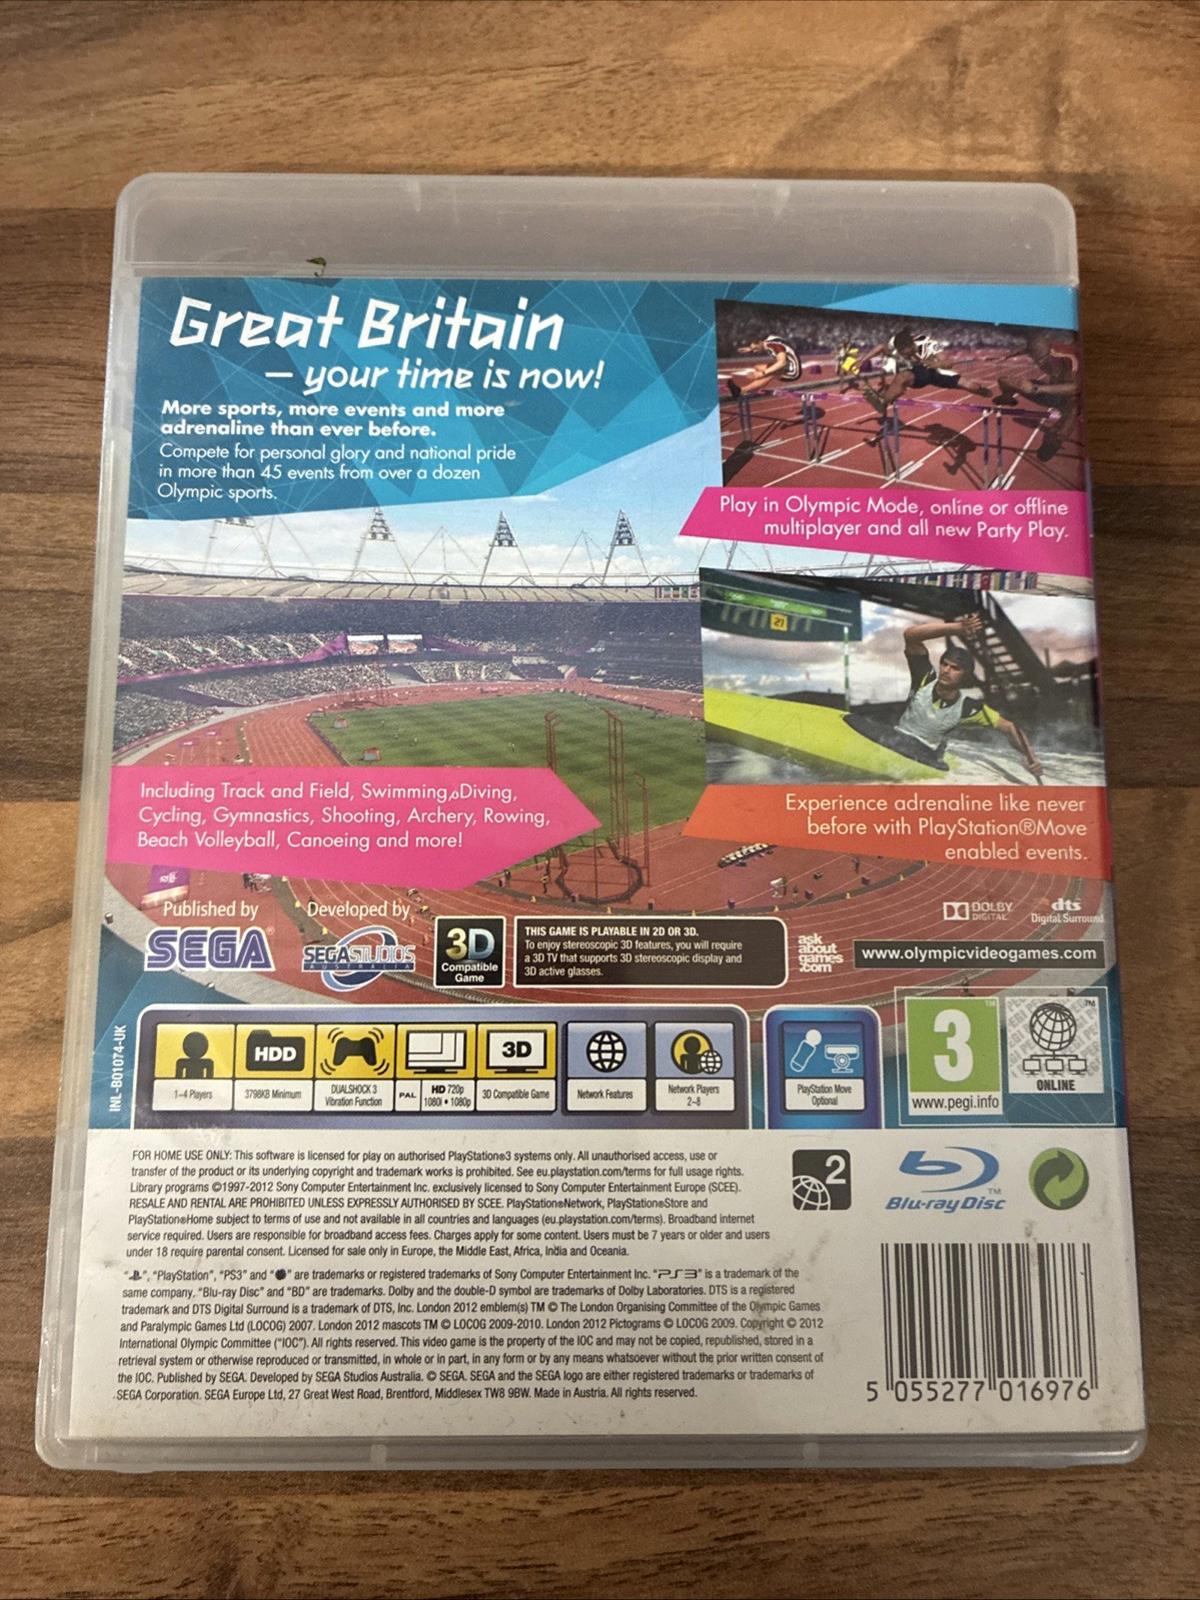 Great Britain
– your time is now!
More sports, more events and more
adrenaline than ever before.
Compete for personal glory and national pride
in more than 45 events from over a dozen
Olympic sports.
Play in Olympic Mode, online or offline
multiplayer and all new Party Play.
27
Including Track and Field, Swimming, Diving,
Cycling, Gymnastics, Shooting, Archery, Rowing,
Beach Volleyball, Canoeing and more!
Experience adrenaline like never
before with PlayStation®Move
enabled events.
Published by
SEGA®
Developed by
SEGA STUDIOS
AUSTRALIA
3D
Compatible
Game
THIS GAME IS PLAYABLE IN 2D OR 3D.
To enjoy stereoscopic 3D features, you will require
a 3D TV that supports 3D stereoscopic display and
3D active glasses.
DOLBY
DIGITAL
dts
Digital Surround
ask
about
games
.com
www.olympicvideogames.com
INL-B01074-UK
1-4 Players
HDD
3798KB Minimum
DUALSHOCK 3
Vibration Function
PAL
HD 720p
1080i • 1080p
3D
3D Compatible Game
Network Features
Network Players
2-8
PlayStation Move
Optional
3™
www.pegi.info
™
ONLINE
FOR HOME USE ONLY: This software is licensed for play on authorised PlayStation®3 systems only. All unauthorised access, use or
transfer of the product or its underlying copyright and trademark works is prohibited. See eu.playstation.com/terms for full usage rights.
Library programs ©1997-2012 Sony Computer Entertainment Inc. exclusively licensed to Sony Computer Entertainment Europe (SCEE).
RESALE AND RENTAL ARE PROHIBITED UNLESS EXPRESSLY AUTHORISED BY SCEE. PlayStation®Network, PlayStation®Store and
PlayStation®Home subject to terms of use and not available in all countries and languages (eu.playstation.com/terms). Broadband internet
service required. Users are responsible for broadband access fees. Charges apply for some content. Users must be 7 years or older and users
under 18 require parental consent. Licensed for sale only in Europe, the Middle East, Africa, India and Oceania.
2
Blu-ray Disc™
" ", "PlayStation", "PS3" and " " are trademarks or registered trademarks of Sony Computer Entertainment Inc. "PS3" is a trademark of the
same company. "Blu-ray Disc" and "BD" are trademarks. Dolby and the double-D symbol are trademarks of Dolby Laboratories. DTS is a registered
trademark and DTS Digital Surround is a trademark of DTS, Inc. London 2012 emblem(s) TM © The London Organising Committee of the Olympic Games
and Paralympic Games Ltd (LOCOG) 2007. London 2012 mascots TM © LOCOG 2009-2010. London 2012 Pictograms © LOCOG 2009. Copyright © 2012
International Olympic Committee ("IOC"). All rights reserved. This video game is the property of the IOC and may not be copied, republished, stored in a
retrieval system or otherwise reproduced or transmitted, in whole or in part, in any form or by any means whatsoever without the prior written consent of
the IOC. Published by SEGA. Developed by SEGA Studios Australia. © SEGA. SEGA and the SEGA logo are either registered trademarks or trademarks of
SEGA Corporation. SEGA Europe Ltd, 27 Great West Road, Brentford, Middlesex TW8 9BW. Made in Austria. All rights reserved.
5 055277 016976